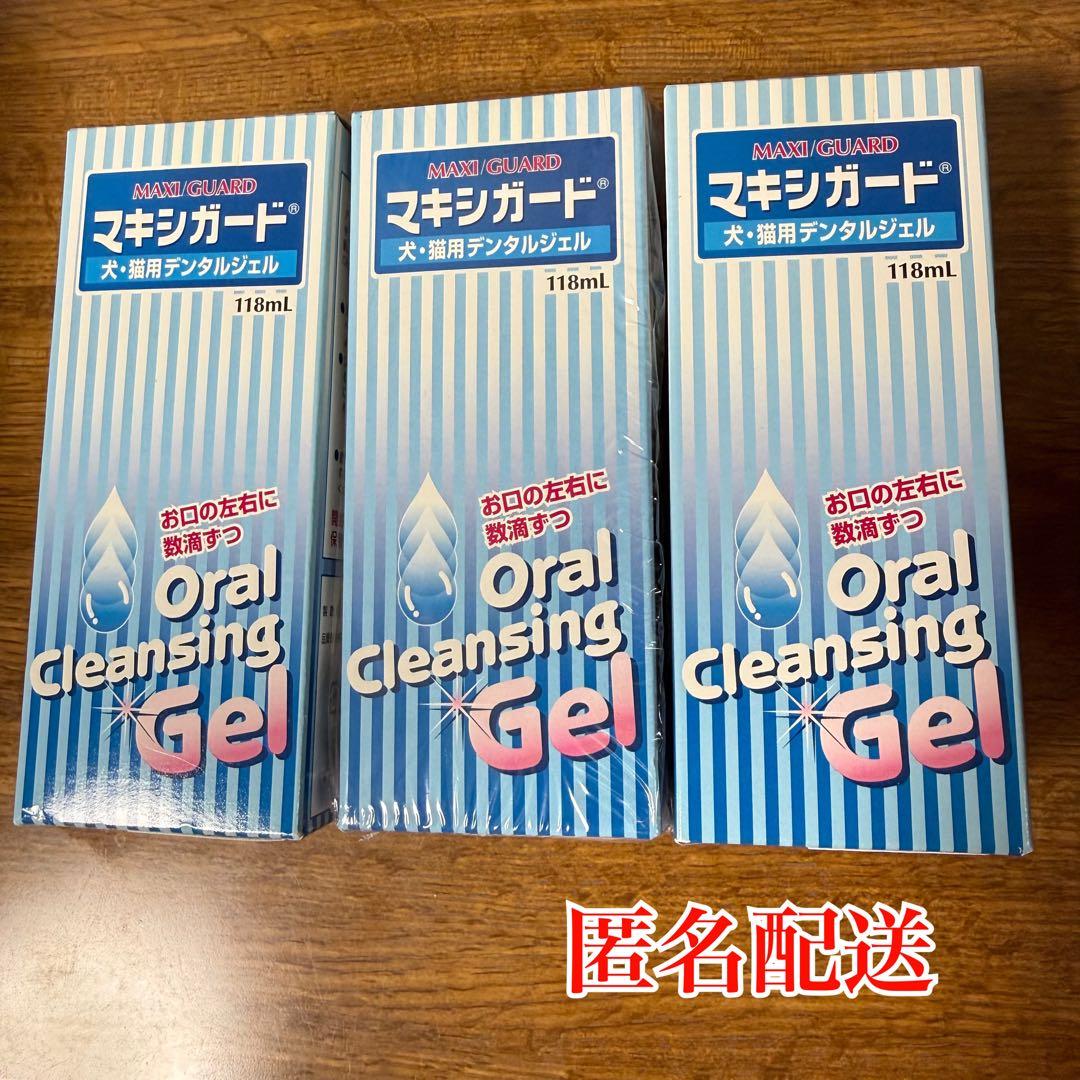 MAXI/GUARD
マキシガード®
犬・猫用デンタルジェル
118mL
お口の左右に
数滴ずつ
Oral
Cleansing
Gel
MAXI/GUARD
マキシガード®
犬・猫用デンタルジェル
118mL
お口の左右に
数滴ずつ
Oral
Cleansing
Gel
MAXI/GUARD
マキシガード®
犬・猫用デンタルジェル
118mL
お口の左右に
数滴ずつ
Oral
Cleansing
Gel
匿名配送